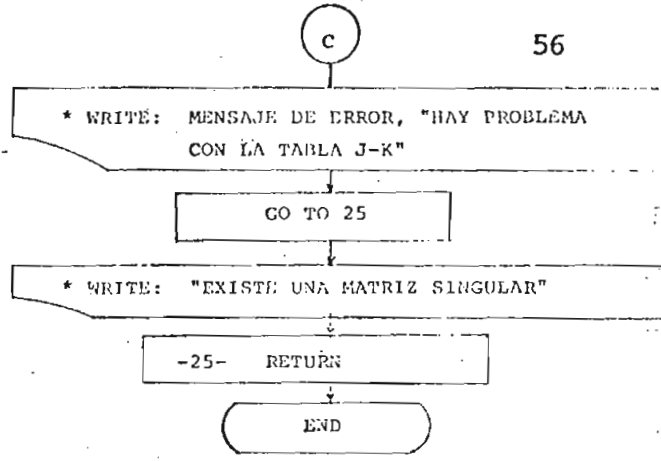 c
56
* WRITE: MENSAJE DE ERROR, "HAY PROBLEMA
CON LA TABLA J-K"
GO TO 25
* WRITE: "EXISTE UNA MATRIZ SINGULAR"
-25- RETURN
END